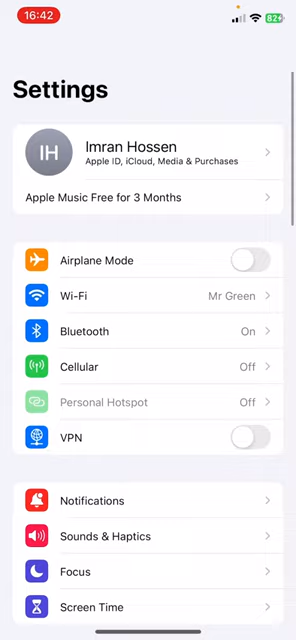 16:42
82
Settings
IH
Imran Hossen
Apple ID, iCloud, Media & Purchases
Apple Music Free for 3 Months
Airplane Mode
Wi-Fi Mr Green
Bluetooth On
Cellular Off
Personal Hotspot Off
VPN
Notifications
Sounds & Haptics
Focus
Screen Time